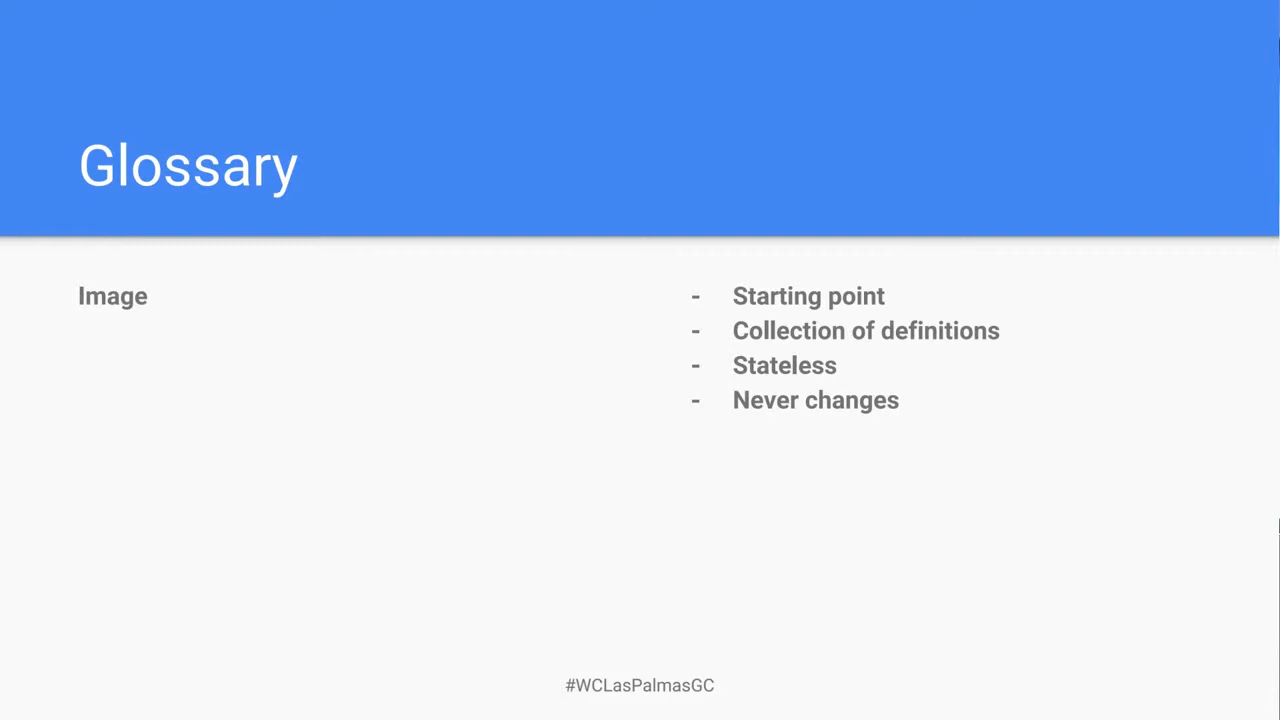 Glossary
Image
- Starting point
- Collection of definitions
- Stateless
- Never changes
#WCLasPalmasGC